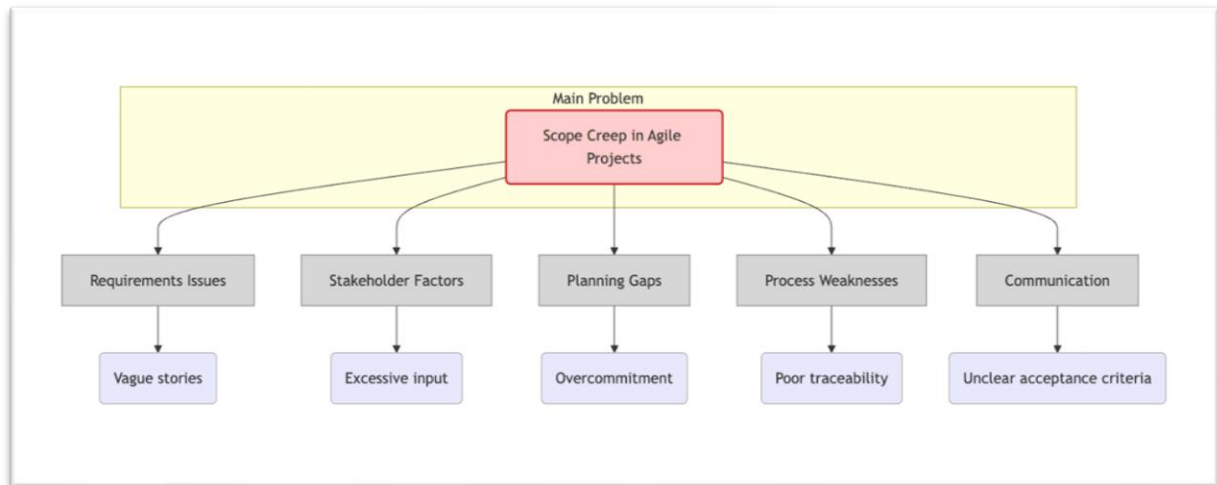 Main Problem
Scope Creep in Agile
Projects
Requirements Issues
Stakeholder Factors
Planning Gaps
Process Weaknesses
Communication
Vague stories
Excessive input
Overcommitment
Poor traceability
Unclear acceptance criteria